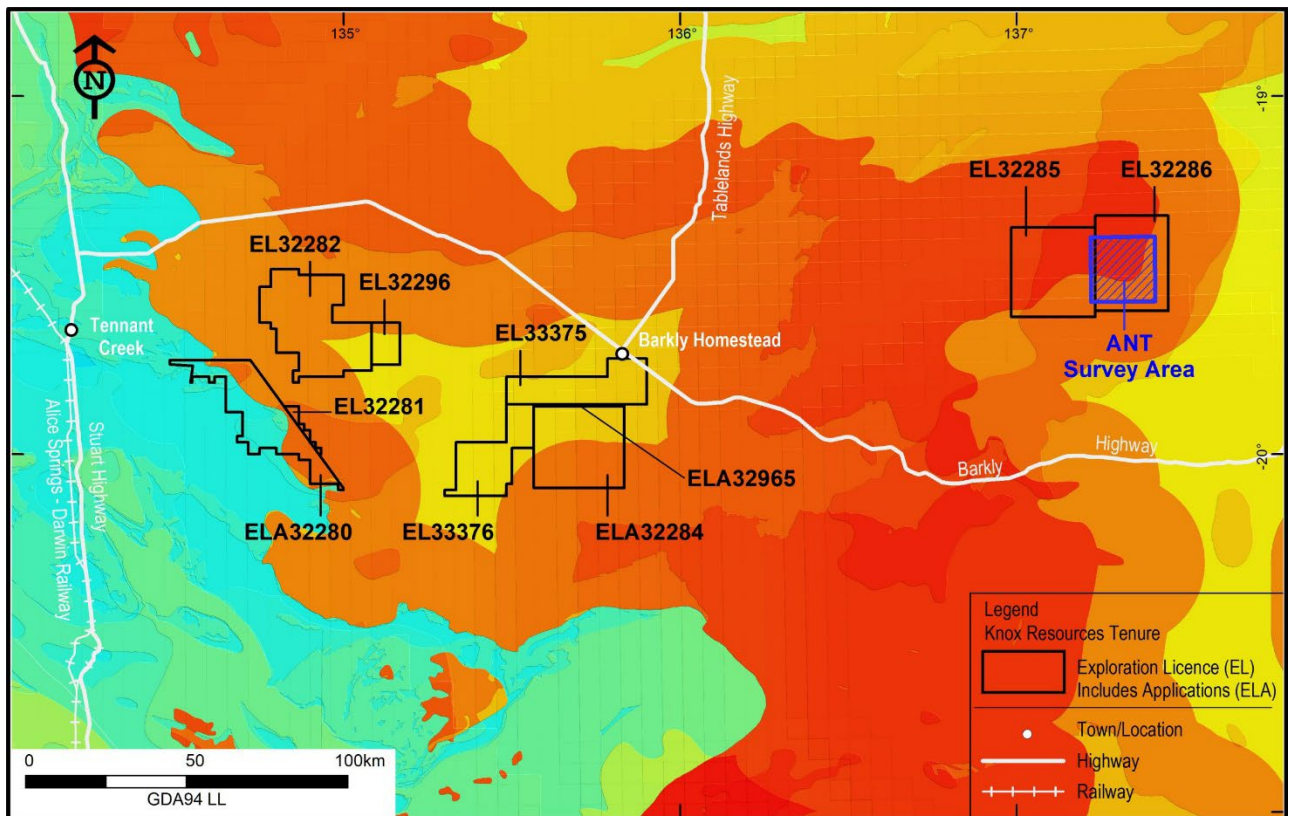 135°
136°
137°
N
-19°
Tablelands Highway
EL32285
EL32286
EL32282
EL32296
EL33375
Barkly Homestead
Tennant
Creek
ANT
Survey Area
EL32281
Alice Springs - Darwin Railway
Stuart Highway
-20°
Highway
Barkly
ELA32965
ELA32280
EL33376
ELA32284
Legend
Knox Resources Tenure
Exploration Licence (EL)
Includes Applications (ELA)
Town/Location
Highway
Railway
0 50 100km
GDA94 LL